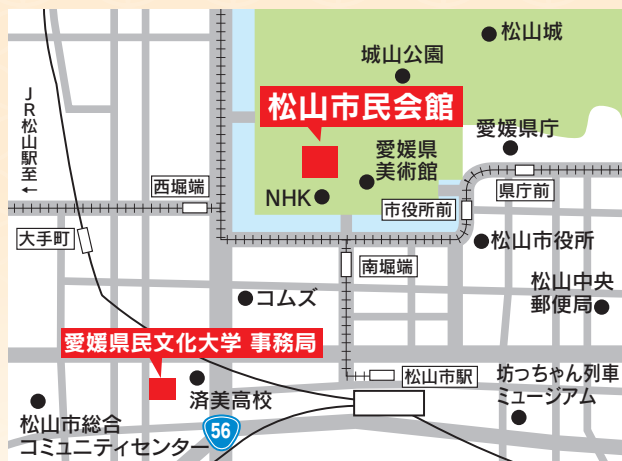 松山城
城山公園
松山市民会館
JR松山駅至←
愛媛県庁
愛媛県
美術館
西堀端
NHK
県庁前
市役所前
大手町
松山市役所
南堀端
松山中央
郵便局
コムズ
愛媛県民文化大学 事務局
松山市駅
坊っちゃん列車
ミュージアム
済美高校
松山市総合
コミュニティセンター
56